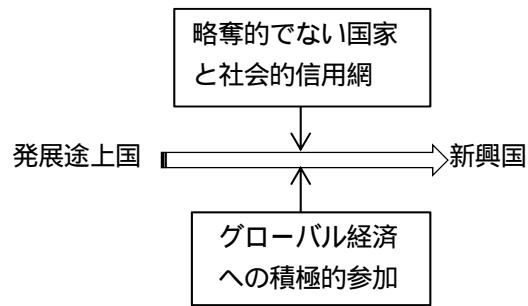 略奪的でない国家
と社会的信用網
発展途上国
新興国
グローバル経済
への積極的参加